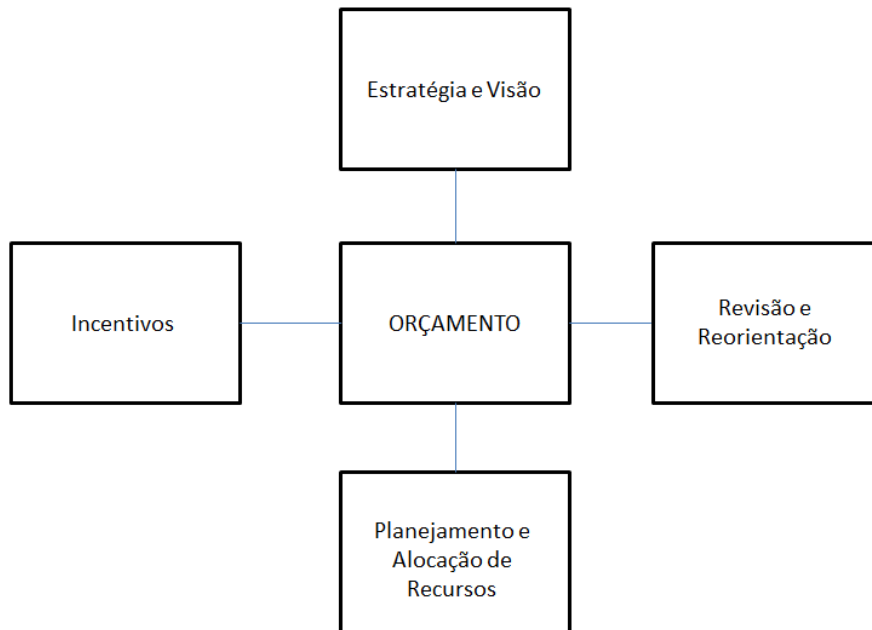 Estratégia e Visão
Incentivos
ORÇAMENTO
Revisão e
Reorientação
Planejamento e
Alocação de
Recursos